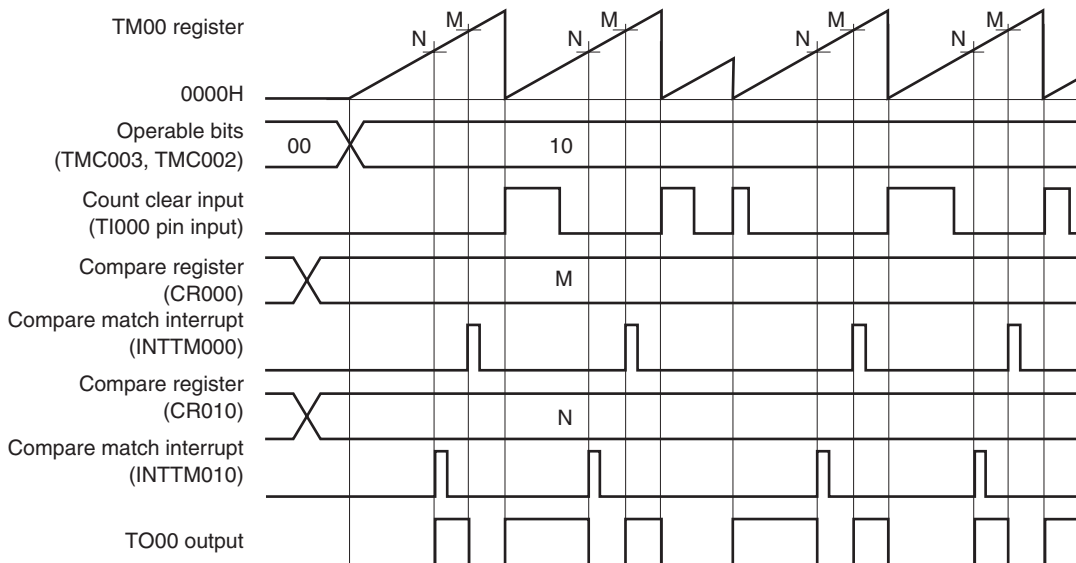 TM00 register
N M N M N M N M
0000H
Operable bits
(TMC003, TMC002)
00 10
Count clear input
(TI000 pin input)
Compare register
(CR000)
M
Compare match interrupt
(INTTM000)
Compare register
(CR010)
N
Compare match interrupt
(INTTM010)
TO00 output